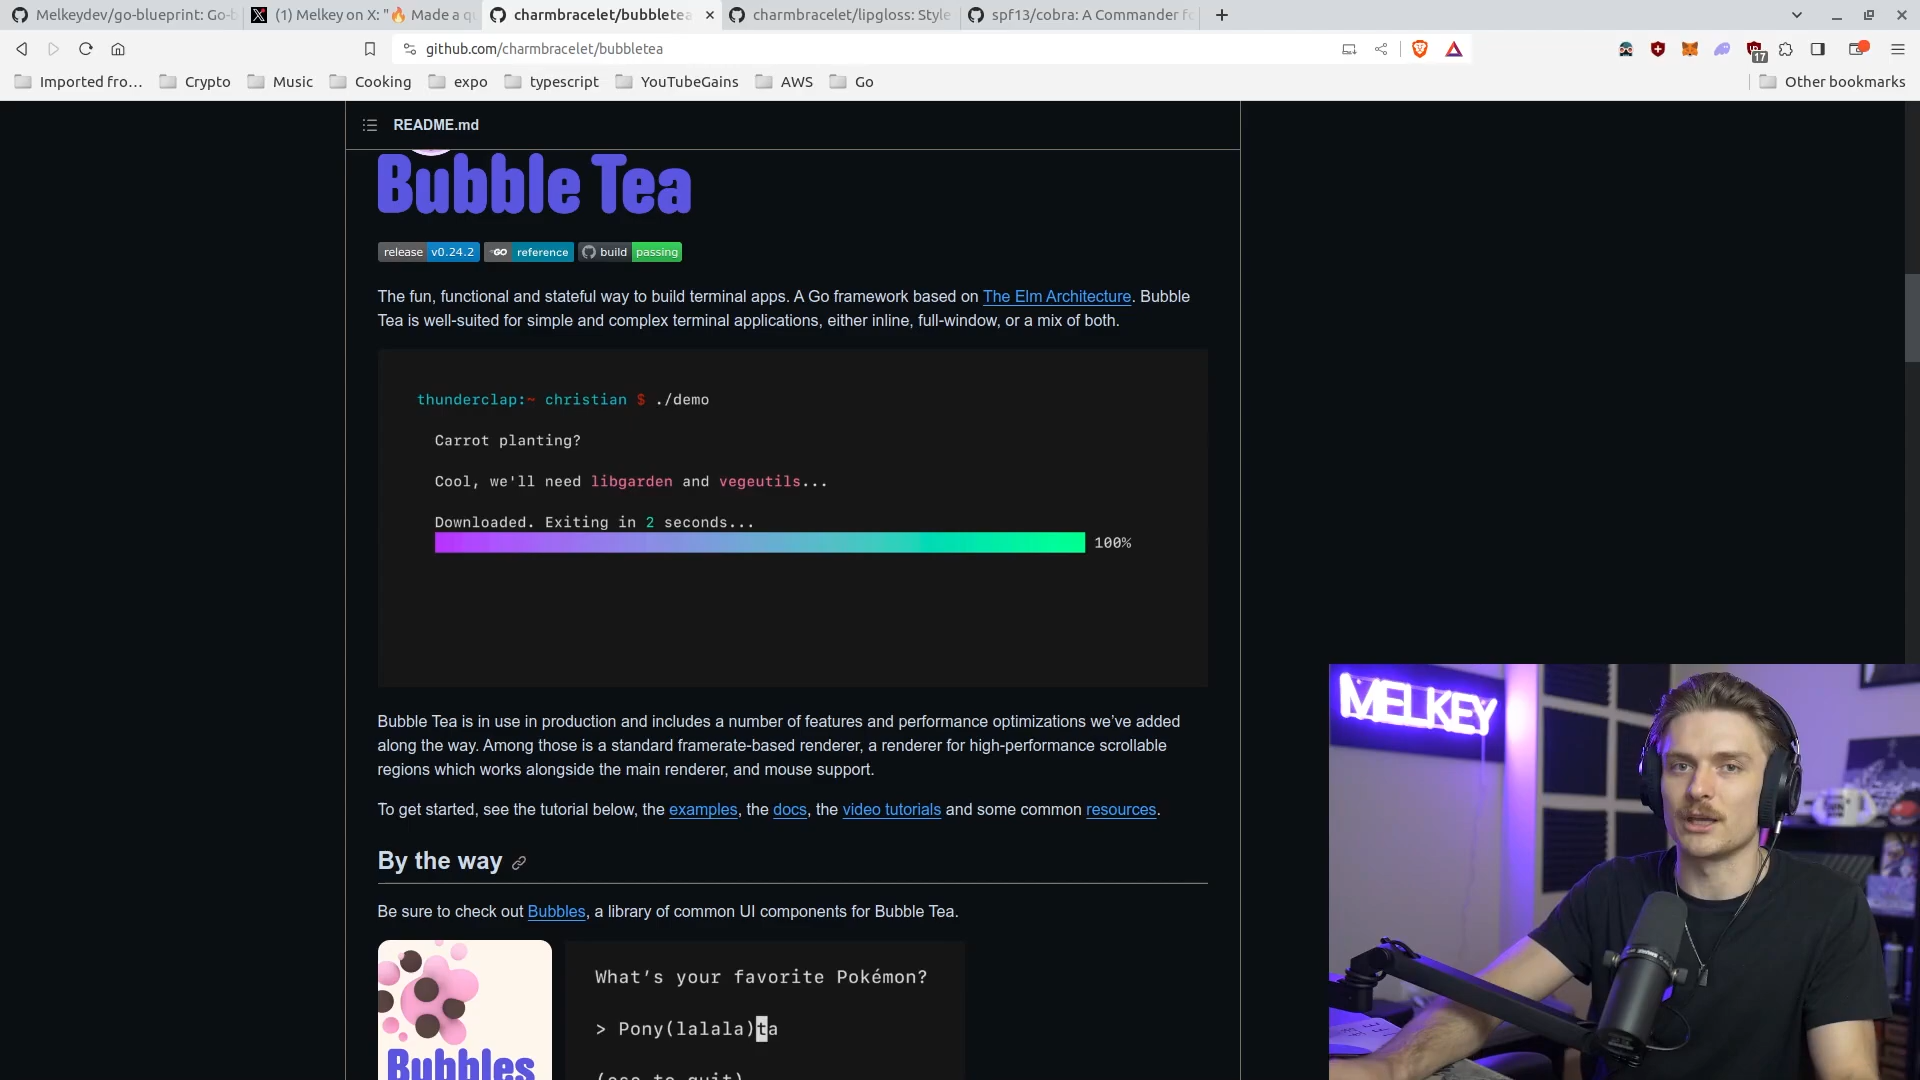 Melkeydev/go-blueprint: Go-b
(1) Melkey on X: "🔥 Made a qu
charmbracelet/bubbletea
charmbracelet/lipgloss: Style
spf13/cobra: A Commander fo
github.com/charmbracelet/bubbletea
17
Imported fro...
Crypto
Music
Cooking
expo
typescript
YouTubeGains
AWS
Go
Other bookmarks
README.md
Bubble Tea
release v0.24.2
GO reference
build passing
The fun, functional and stateful way to build terminal apps. A Go framework based on The Elm Architecture. Bubble
Tea is well-suited for simple and complex terminal applications, either inline, full-window, or a mix of both.
thunderclap:~ christian $ ./demo
Carrot planting?
Cool, we'll need libgarden and vegeutils...
Downloaded. Exiting in 2 seconds...
100%
Bubble Tea is in use in production and includes a number of features and performance optimizations we’ve added
along the way. Among those is a standard framerate-based renderer, a renderer for high-performance scrollable
regions which works alongside the main renderer, and mouse support.
To get started, see the tutorial below, the examples, the docs, the video tutorials and some common resources.
By the way
Be sure to check out Bubbles, a library of common UI components for Bubble Tea.
Bubbles
What’s your favorite Pokémon?
> Pony(lalala)ta
(esc to quit)
MELKEY